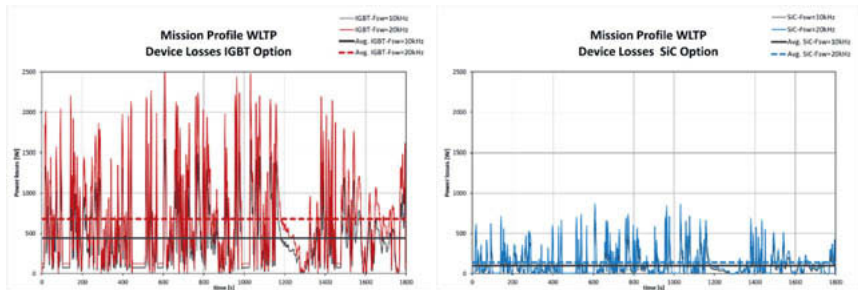 Mission Profile WLTP
Device Losses IGBT Option
IGBT-Fsw=10kHz
IGBT-Fsw=20kHz
Avg. IGBT-Fsw=10kHz
Avg. IGBT-Fsw=20kHz
Power losses [W]
2500
2000
1500
1000
500
0
0 200 400 600 800 1000 1200 1400 1600 1800
time [s]
Mission Profile WLTP
Device Losses SiC Option
SiC-Fsw=10kHz
SiC-Fsw=20kHz
Avg. SiC-Fsw=10kHz
Avg. SiC-Fsw=20kHz
Power losses [W]
2500
2000
1500
1000
500
0
0 200 400 600 800 1000 1200 1400 1600 1800
time [s]